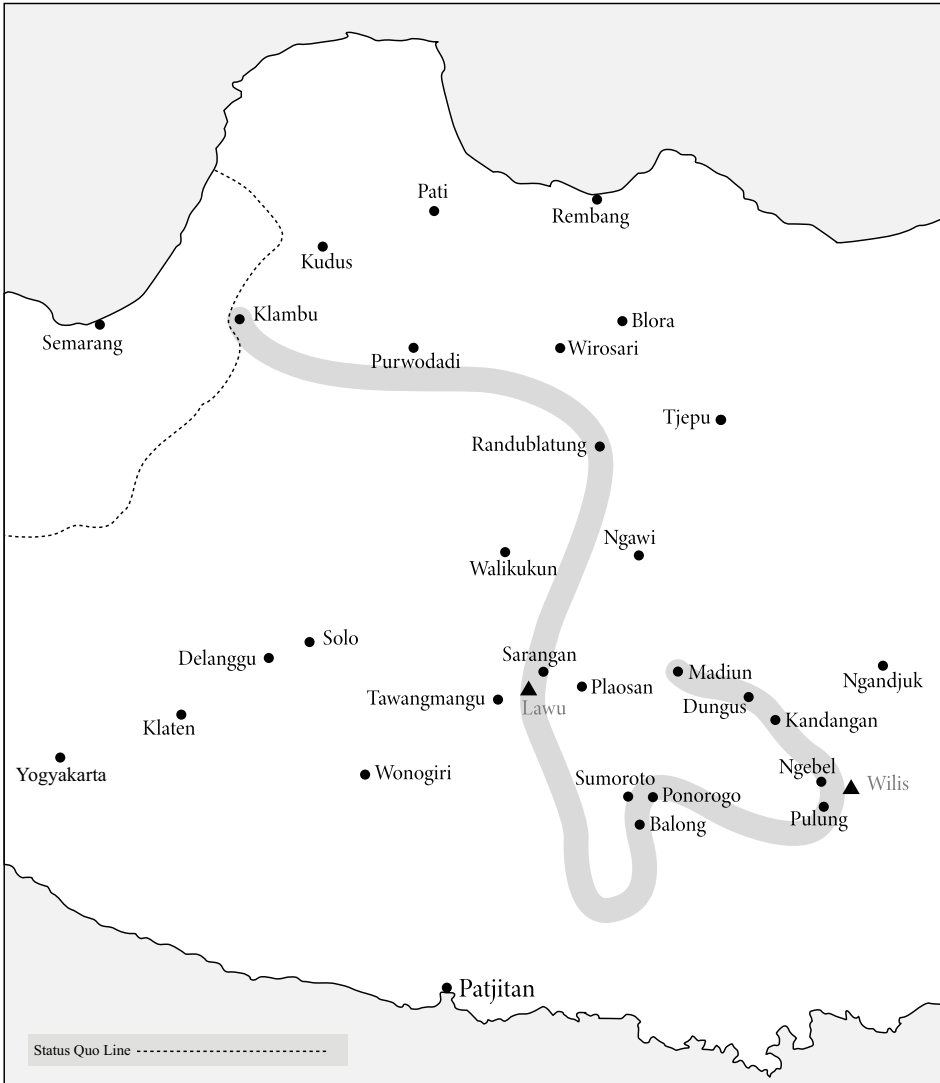 Pati
Rembang
Kudus
Klambu
Semarang
Blora
Wirosari
Purwodadi
Tjepu
Randublatung
Ngawi
Walikukun
Solo
Delanggu
Sarangan
Madiun
Ngandjuk
Plaosan
Tawangmangu
Lawu
Dungus
Kandangan
Klaten
Yogyakarta
Wonogiri
Ngebel
Wilis
Sumoroto
Ponorogo
Pulung
Balong
Patjitan
Status Quo Line